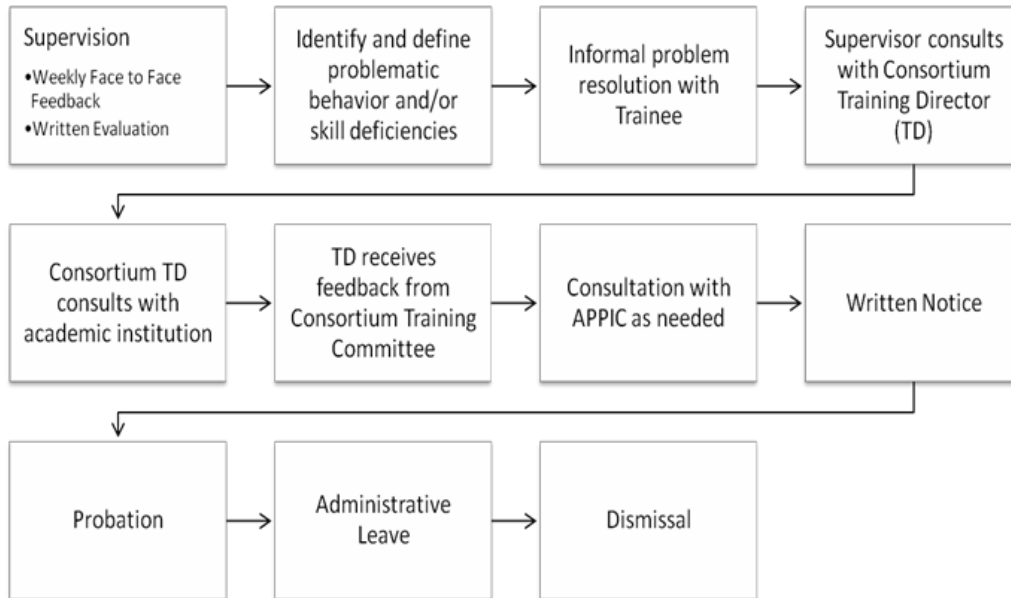 Supervision
•Weekly Face to Face
Feedback
•Written Evaluation
Identify and define
problematic
behavior and/or
skill deficiencies
Informal problem
resolution with
Trainee
Supervisor consults
with Consortium
Training Director
(TD)
Consortium TD
consults with
academic institution
TD receives
feedback from
Consortium Training
Committee
Consultation with
APPIC as needed
Written Notice
Probation
Administrative
Leave
Dismissal